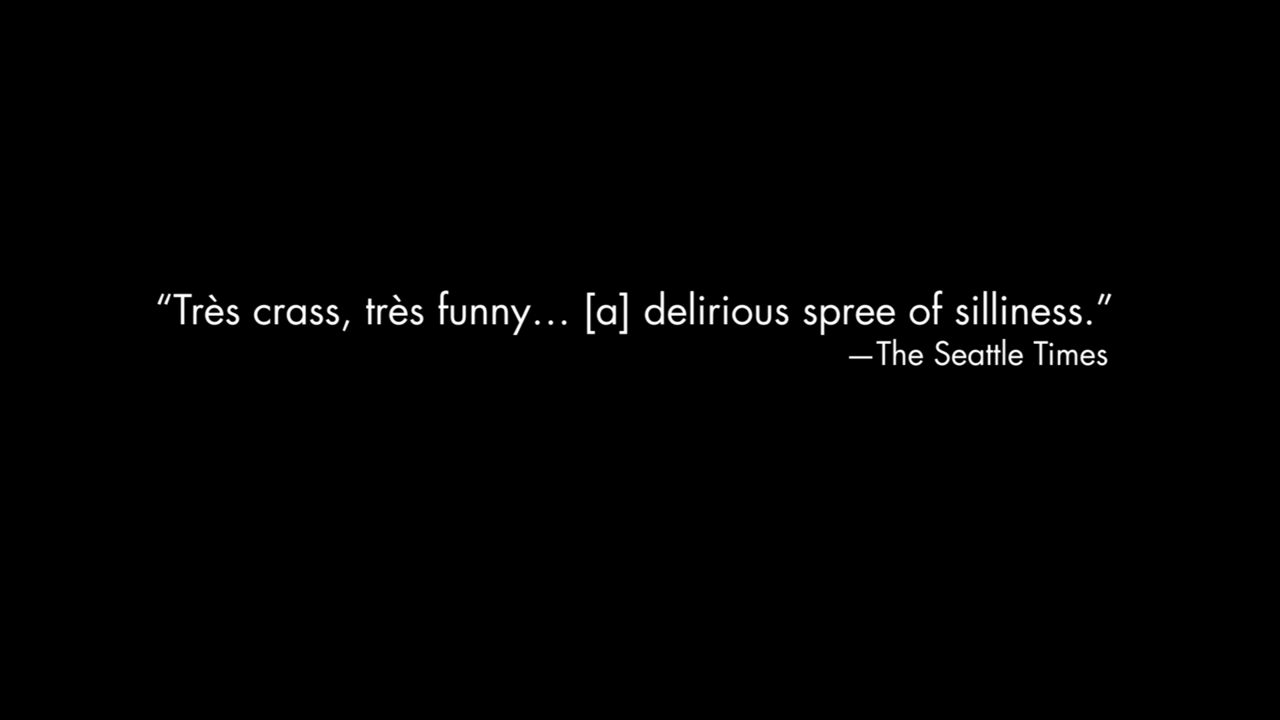 “Très crass, très funny… [a] delirious spree of silliness.”
—The Seattle Times